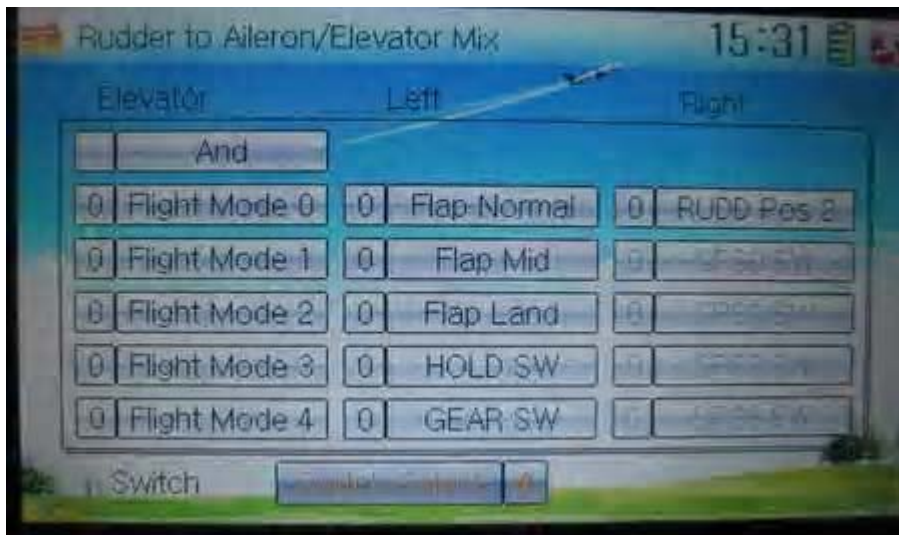 Rudder to Aileron/Elevator Mix 15:31
Elevator Left Right
And
0 Flight Mode 0 0 Flap Normal 0 RUDD Pos 2
0 Flight Mode 1 0 Flap Mid
0 Flight Mode 2 0 Flap Land
0 Flight Mode 3 0 HOLD SW
0 Flight Mode 4 0 GEAR SW
Switch